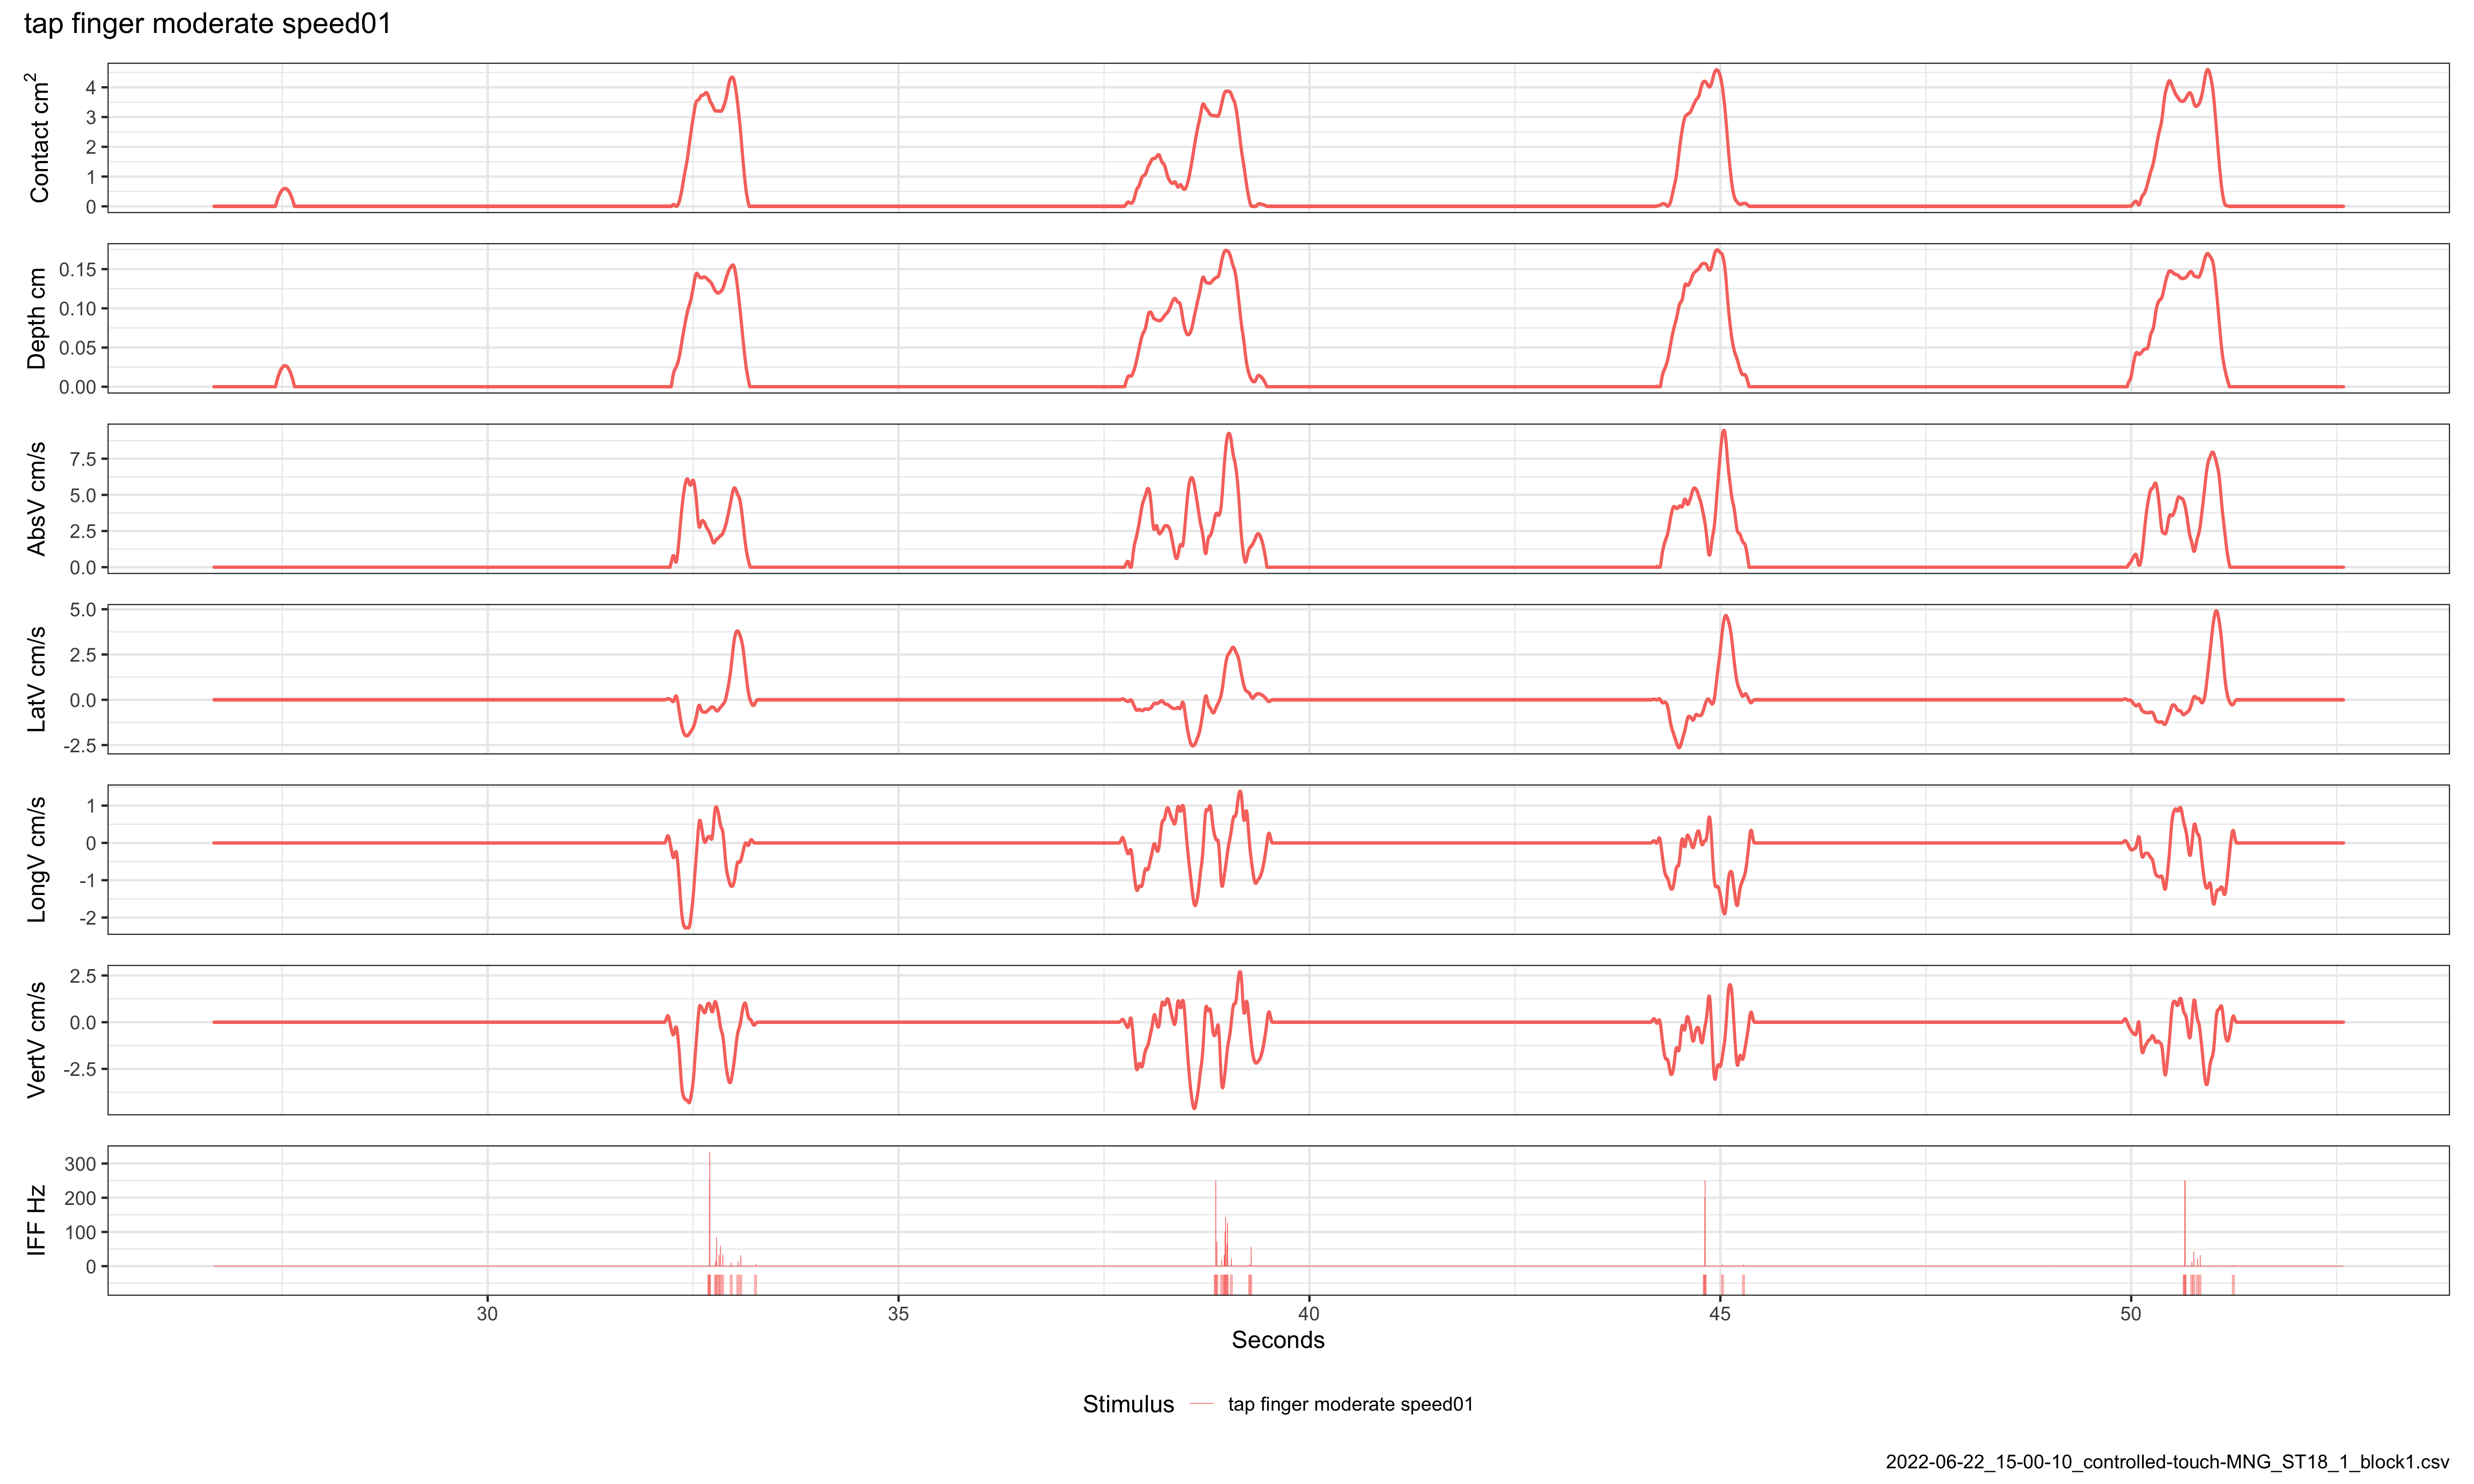 tap finger moderate speed01
Contact cm²
4
3
2
1
0
Depth cm
0.15
0.10
0.05
0.00
AbsV cm/s
7.5
5.0
2.5
0.0
LatV cm/s
5.0
2.5
0.0
-2.5
LongV cm/s
1
0
-1
-2
VertV cm/s
2.5
0.0
-2.5
IFF Hz
300
200
100
0
30 35 40 45 50
Seconds
Stimulus tap finger moderate speed01
2022-06-22_15-00-10_controlled-touch-MNG_ST18_1_block1.csv